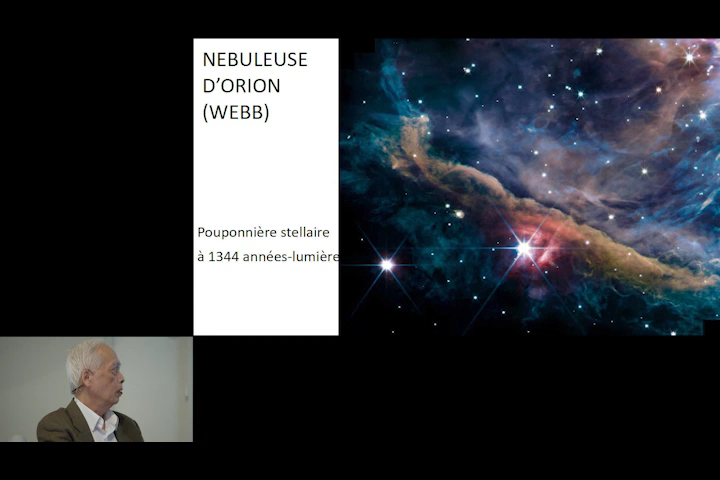 NEBULEUSE
D’ORION
(WEBB)
Pouponnière stellaire
à 1344 années-lumière